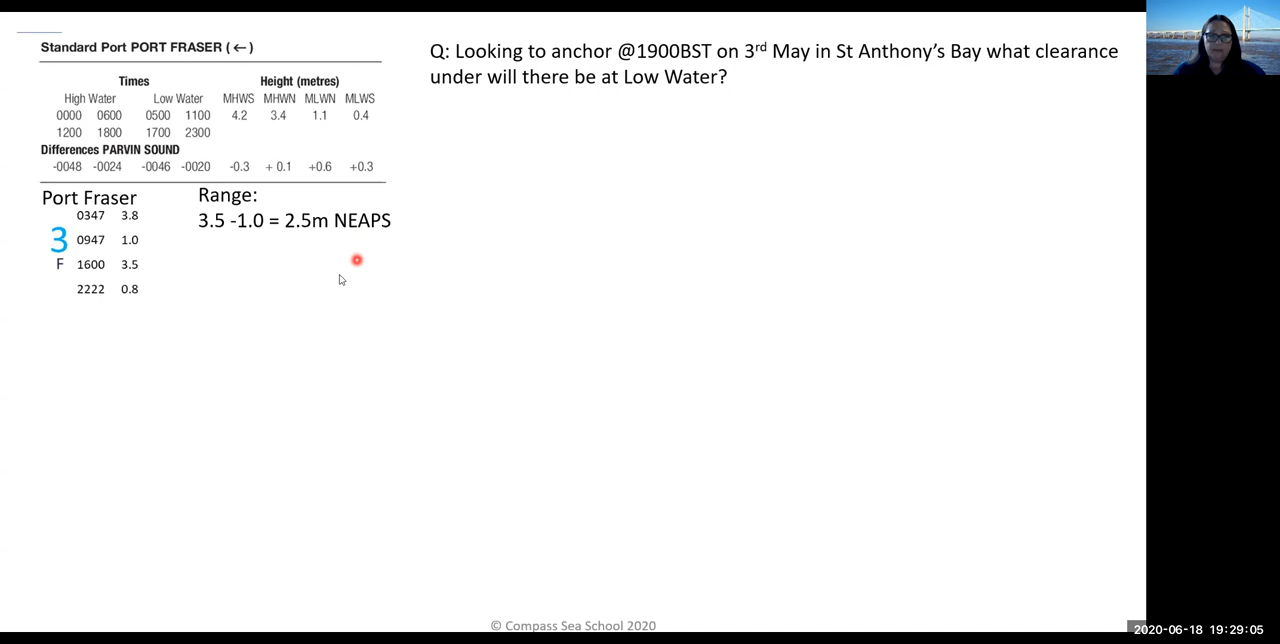 Standard Port PORT FRASER (←)
Times Height (metres)
High Water Low Water MHWS MHWN MLWN MLWS
0000 0600 0500 1100 4.2 3.4 1.1 0.4
1200 1800 1700 2300
Differences PARVIN SOUND
-0048 -0024 -0046 -0020 -0.3 + 0.1 +0.6 +0.3
Port Fraser
0347 3.8
3 0947 1.0
F 1600 3.5
2222 0.8
Range:
3.5 -1.0 = 2.5m NEAPS
Q: Looking to anchor @1900BST on 3rd May in St Anthony's Bay what clearance
under will there be at Low Water?
© Compass Sea School 2020
2020-06-18 19:29:05